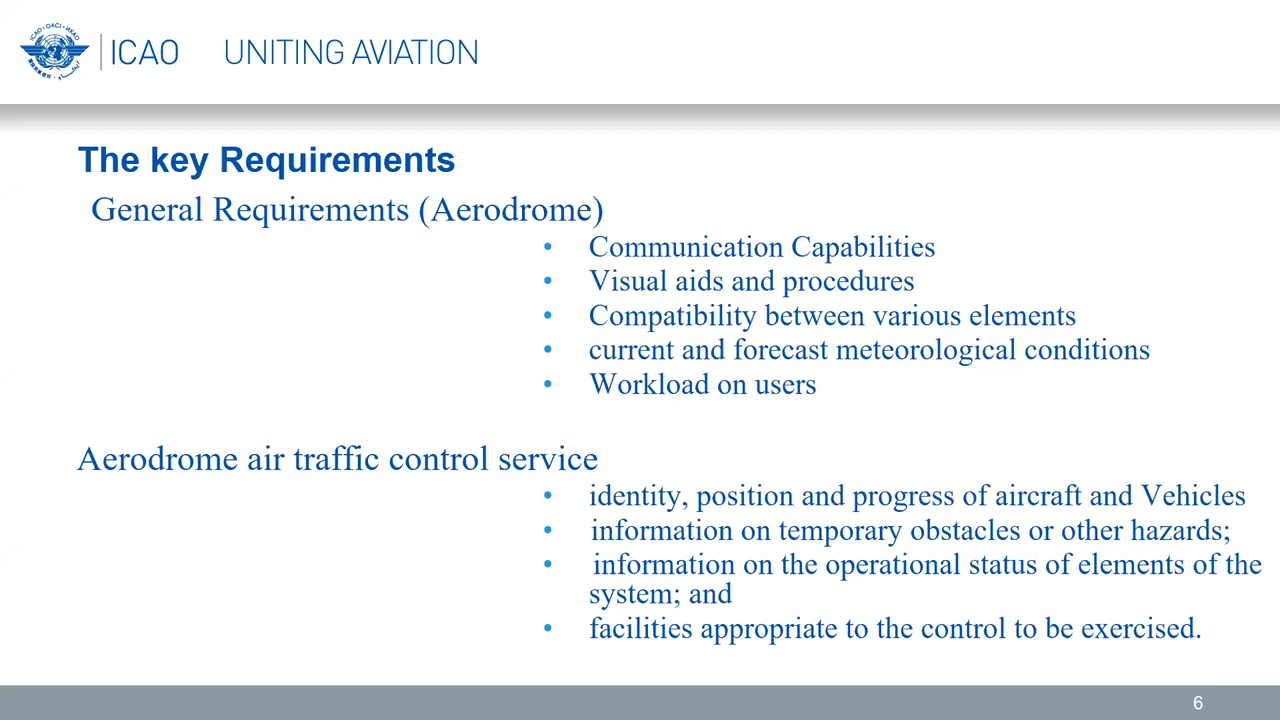 ICAO · OACI · ИКАО
ICAO
UNITING AVIATION
The key Requirements
General Requirements (Aerodrome)
• Communication Capabilities
• Visual aids and procedures
• Compatibility between various elements
• current and forecast meteorological conditions
• Workload on users
Aerodrome air traffic control service
• identity, position and progress of aircraft and Vehicles
• information on temporary obstacles or other hazards;
• information on the operational status of elements of the
system; and
• facilities appropriate to the control to be exercised.
6